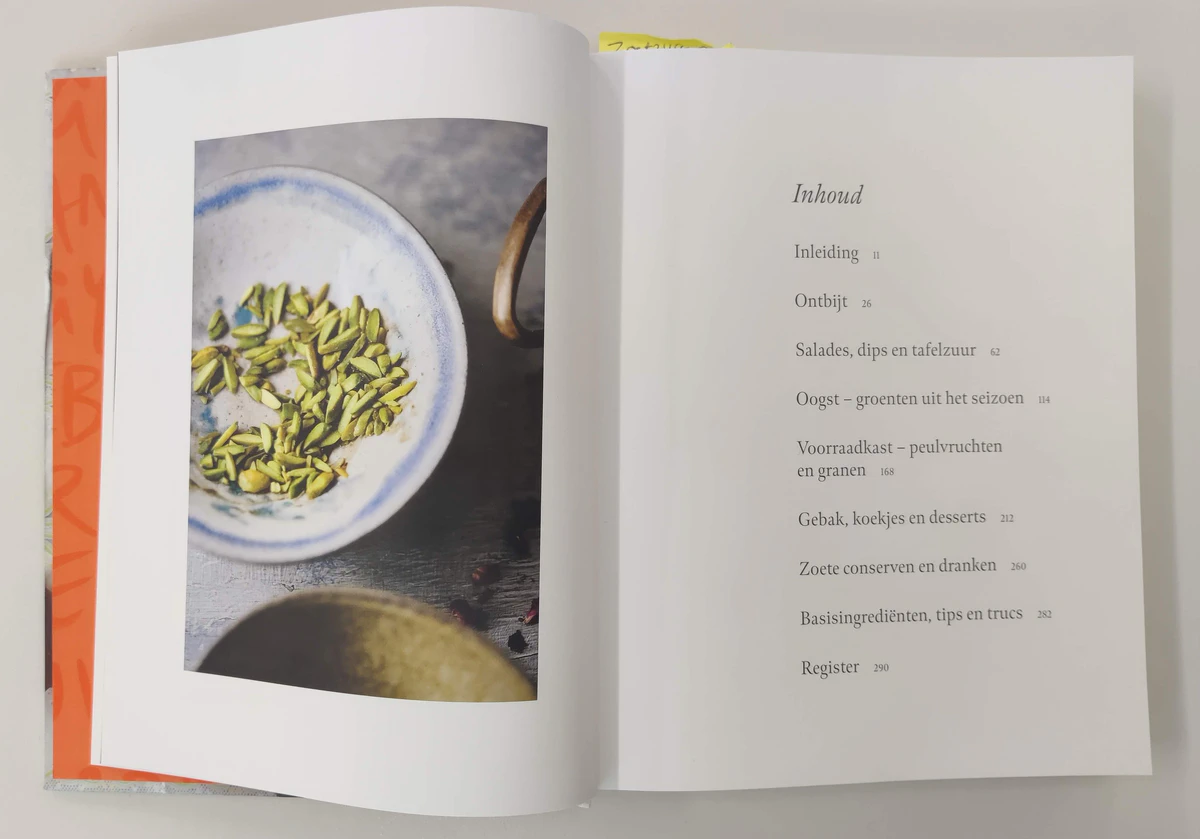 Inhoud
Inleiding 11
Ontbijt 26
Salades, dips en tafelzuur 62
Oogst – groenten uit het seizoen 114
Voorraadkast – peulvruchten
en granen 168
Gebak, koekjes en desserts 212
Zoete conserven en dranken 260
Basisingrediënten, tips en trucs 282
Register 290